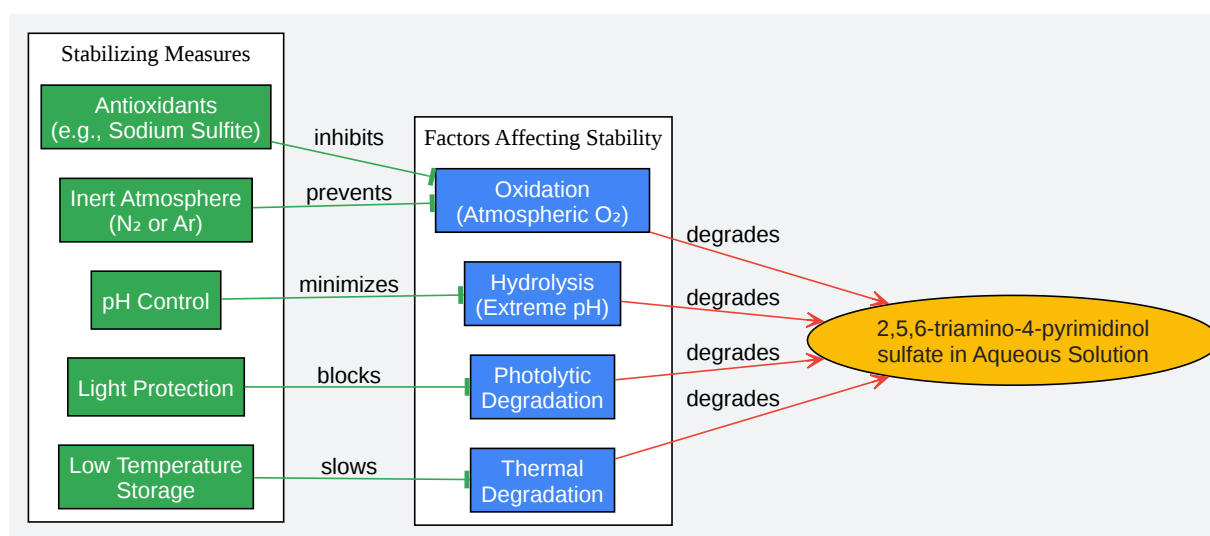 Stabilizing Measures
Antioxidants
(e.g., Sodium Sulfite)
Inert Atmosphere
(N₂ or Ar)
pH Control
Light Protection
Low Temperature
Storage
inhibits
prevents
minimizes
blocks
slows
Factors Affecting Stability
Oxidation
(Atmospheric O₂)
Hydrolysis
(Extreme pH)
Photolytic
Degradation
Thermal
Degradation
degrades
degrades
degrades
degrades
2,5,6-triamino-4-pyrimidinol
sulfate in Aqueous Solution